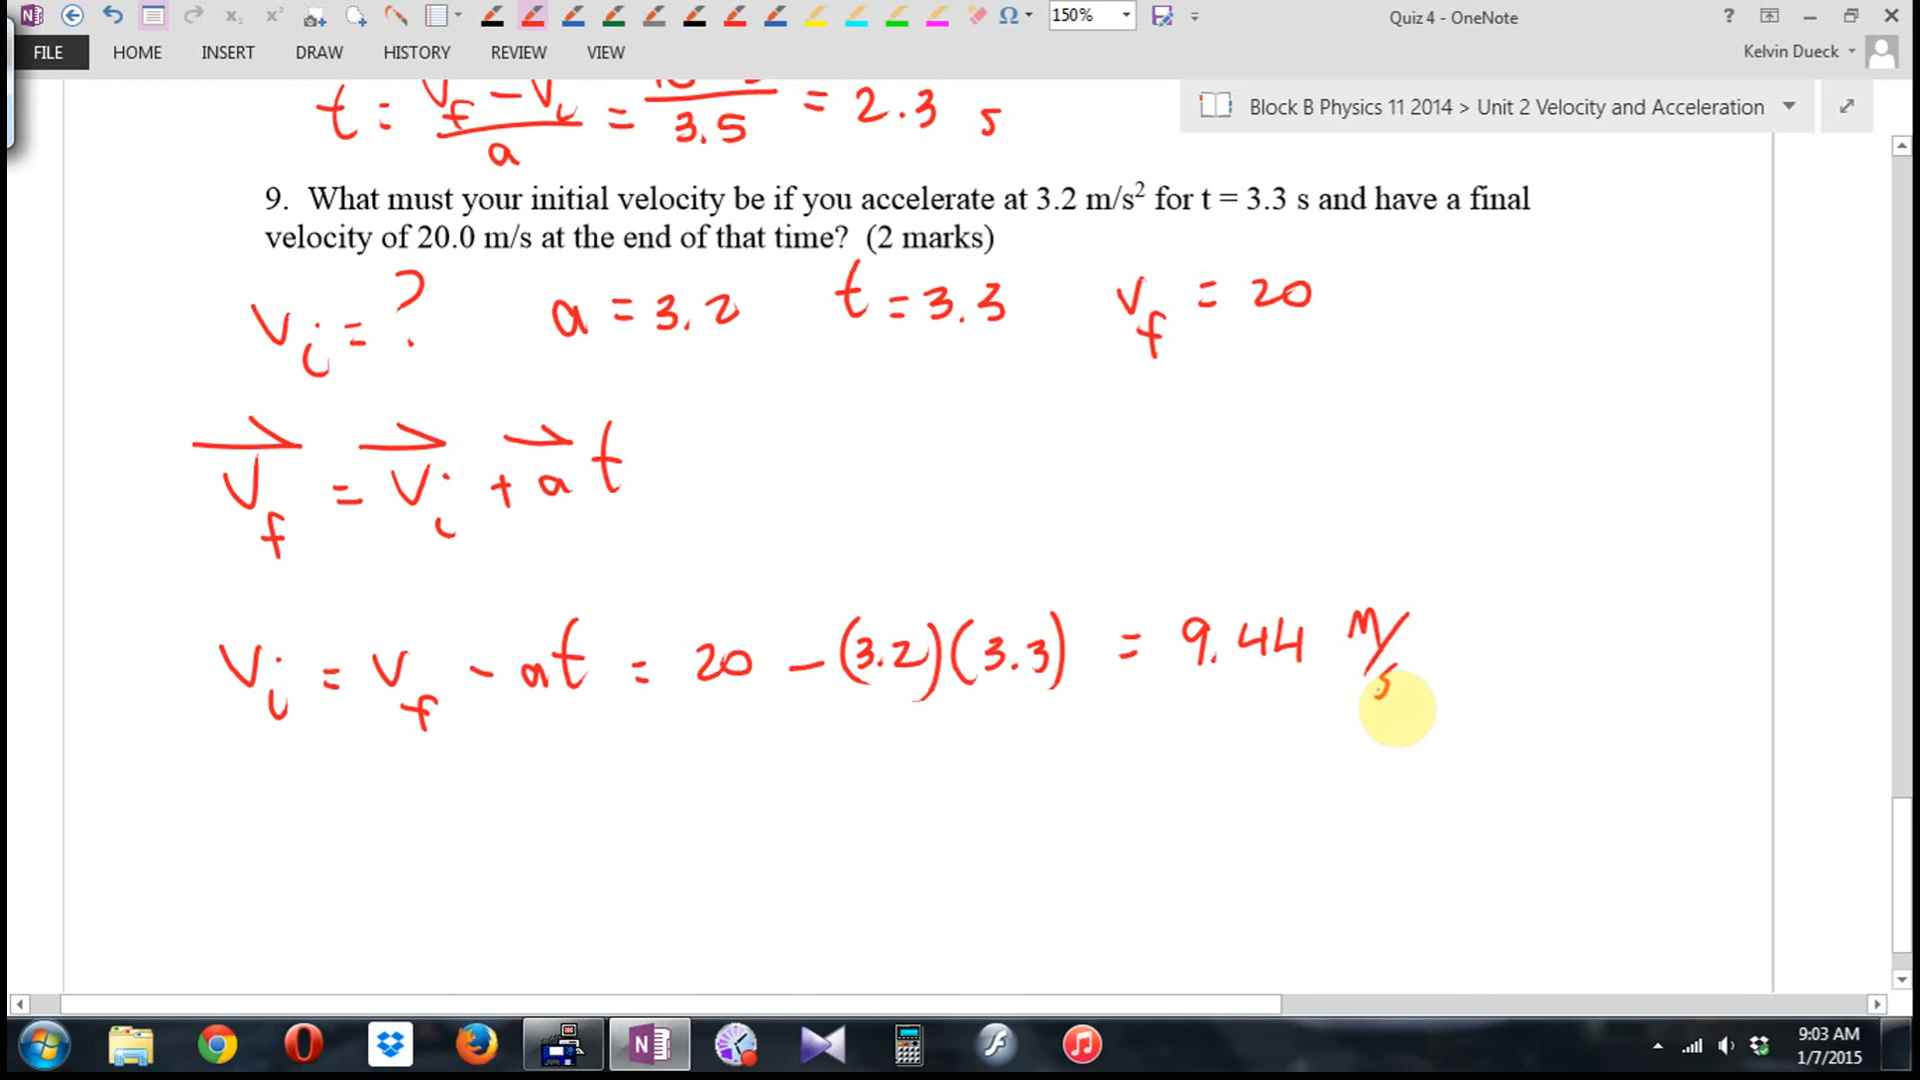 150%
Quiz 4 - OneNote
FILE HOME INSERT DRAW HISTORY REVIEW VIEW
Kelvin Dueck
Block B Physics 11 2014 > Unit 2 Velocity and Acceleration
t = Vf - Vi / a = / 3.5 = 2.3 s
9. What must your initial velocity be if you accelerate at 3.2 m/s² for t = 3.3 s and have a final
velocity of 20.0 m/s at the end of that time? (2 marks)
Vi = ? a = 3.2 t = 3.3 Vf = 20
V⃗f = V⃗i + a⃗ t
Vi = Vf - at = 20 - (3.2)(3.3) = 9.44 m/s
9:03 AM
1/7/2015